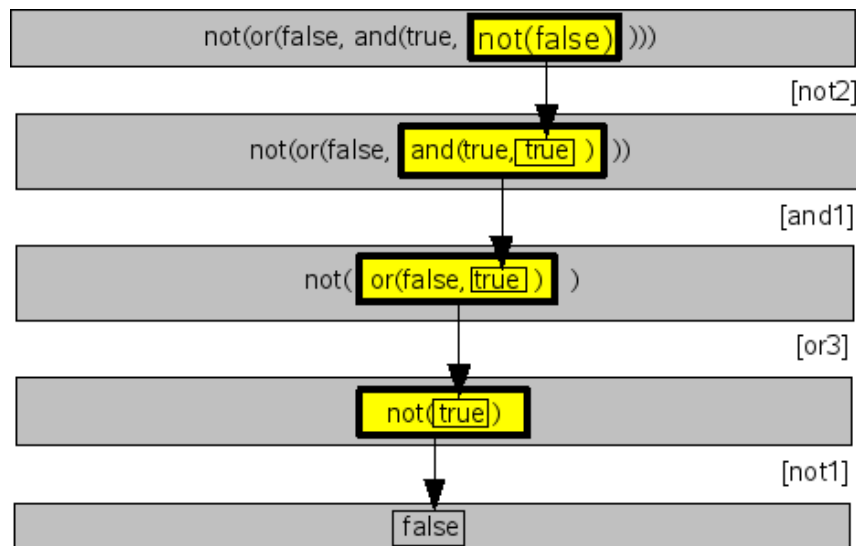 not(or(false, and(true, not(false) )))
[not2]
not(or(false, and(true, true ) ))
[and1]
not( or(false, true ) )
[or3]
not(true )
[not1]
false